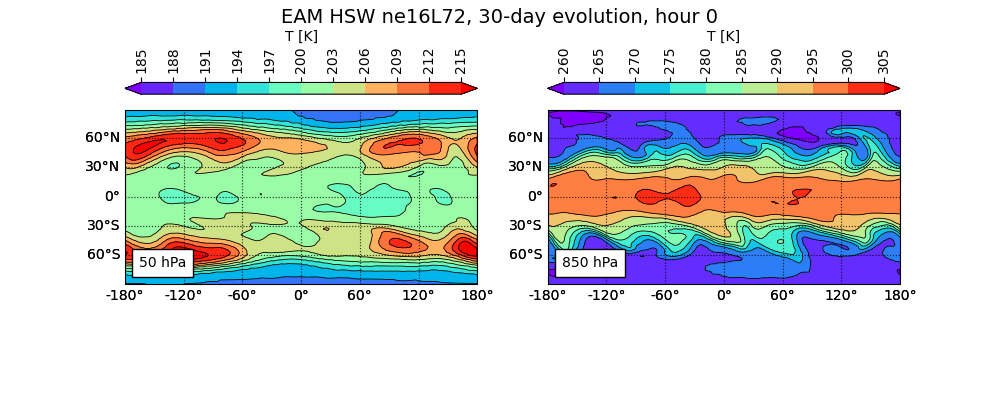 EAM HSW ne16L72, 30-day evolution, hour 0
T [K]
185 188 191 194 197 200 203 206 209 212 215
60°N
30°N
0°
30°S
60°S
50 hPa
-180° -120° -60° 0° 60° 120° 180°
T [K]
260 265 270 275 280 285 290 295 300 305
60°N
30°N
0°
30°S
60°S
850 hPa
-180° -120° -60° 0° 60° 120° 180°